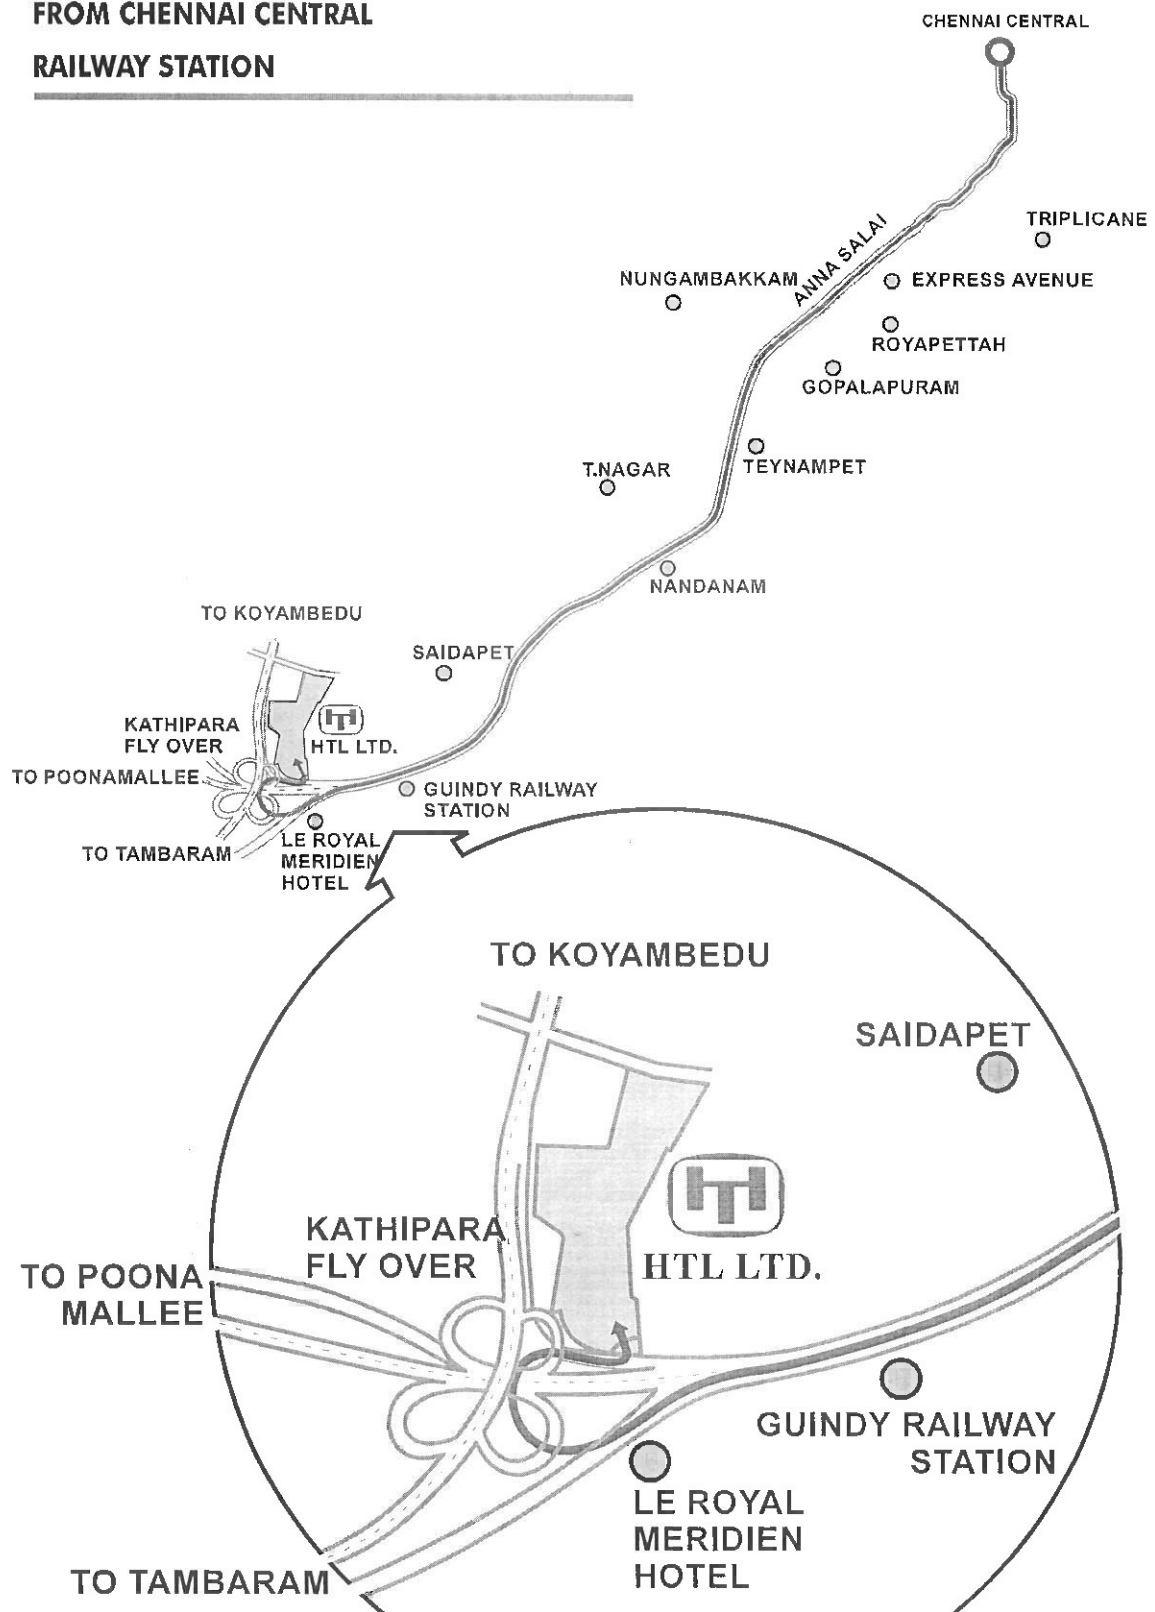 FROM CHENNAI CENTRAL
RAILWAY STATION
CHENNAI CENTRAL
TRIPLICANE
ANNA SALAI
NUNGAMBAKKAM
EXPRESS AVENUE
ROYAPETTAH
GOPALAPURAM
T.NAGAR
TEYNAMPET
NANDANAM
TO KOYAMBEDU
SAIDAPET
KATHIPARA
FLY OVER
HTL LTD.
TO POONAMALLEE
GUINDY RAILWAY
STATION
LE ROYAL
MERIDIEN
HOTEL
TO TAMBARAM
TO KOYAMBEDU
SAIDAPET
KATHIPARA
FLY OVER
HTL LTD.
TO POONA
MALLEE
GUINDY RAILWAY
STATION
LE ROYAL
MERIDIEN
HOTEL
TO TAMBARAM